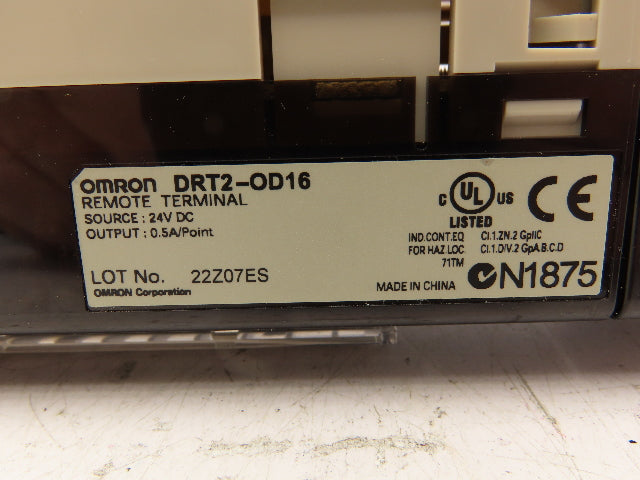 OMRON DRT2-OD16
REMOTE TERMINAL
SOURCE : 24V DC
OUTPUT : 0.5A/Point
LOT No. 22Z07ES
OMRON Corporation
C UL US
LISTED
IND.CONT.EQ Cl.1.ZN.2 GpIIC
FOR HAZ.LOC. Cl.1.DIV.2 GpA.B.C.D
71TM
CE
MADE IN CHINA N1875